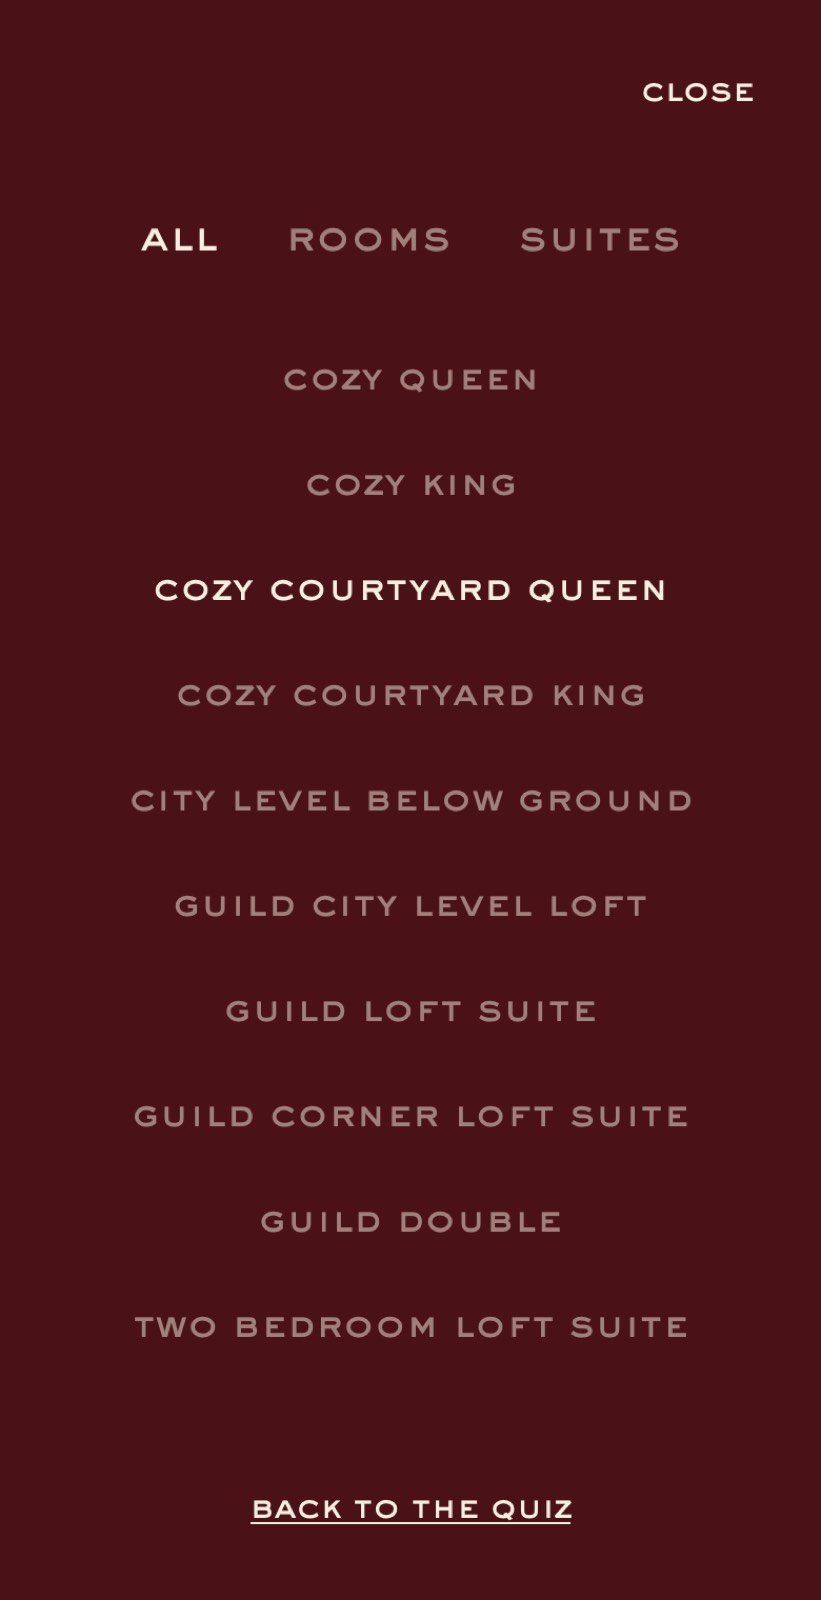 CLOSE
ALL ROOMS SUITES
COZY QUEEN
COZY KING
COZY COURTYARD QUEEN
COZY COURTYARD KING
CITY LEVEL BELOW GROUND
GUILD CITY LEVEL LOFT
GUILD LOFT SUITE
GUILD CORNER LOFT SUITE
GUILD DOUBLE
TWO BEDROOM LOFT SUITE
BACK TO THE QUIZ